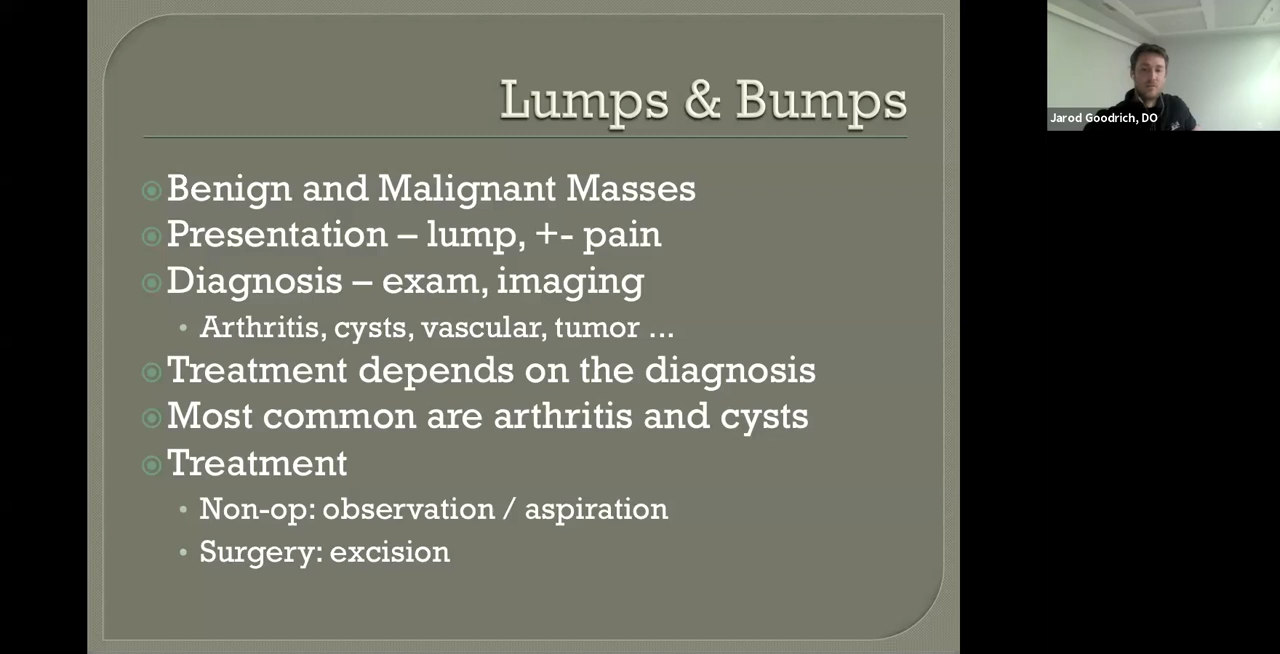 Lumps & Bumps
Benign and Malignant Masses
Presentation – lump, +- pain
Diagnosis – exam, imaging
Arthritis, cysts, vascular, tumor ...
Treatment depends on the diagnosis
Most common are arthritis and cysts
Treatment
Non-op: observation / aspiration
Surgery: excision
Jarod Goodrich, DO